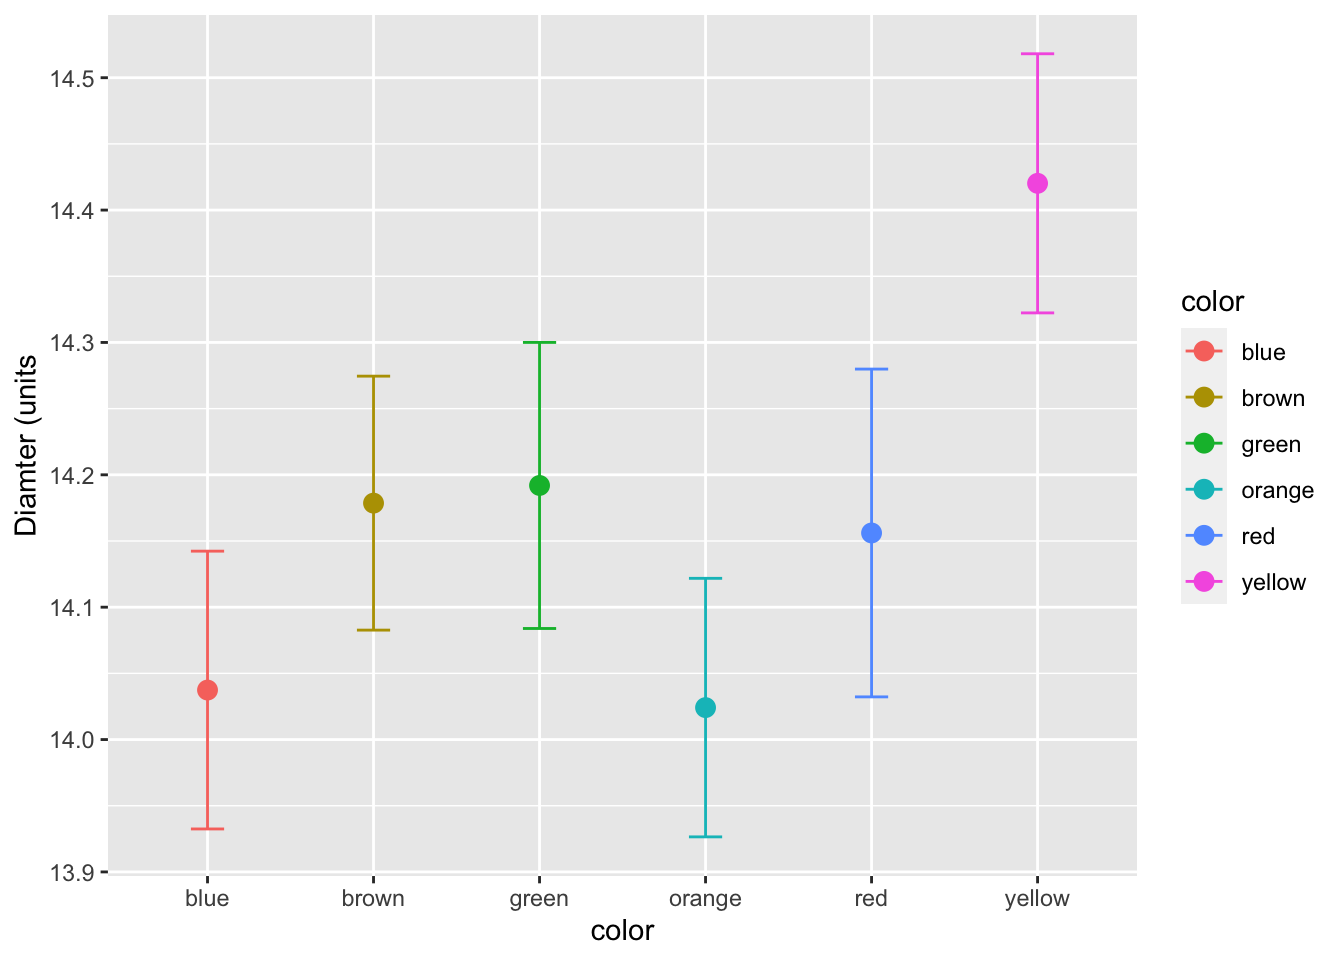 14.5
14.4
14.3
14.2
14.1
14.0
13.9
Diamter (units
blue brown green orange red yellow
color
color
blue
brown
green
orange
red
yellow